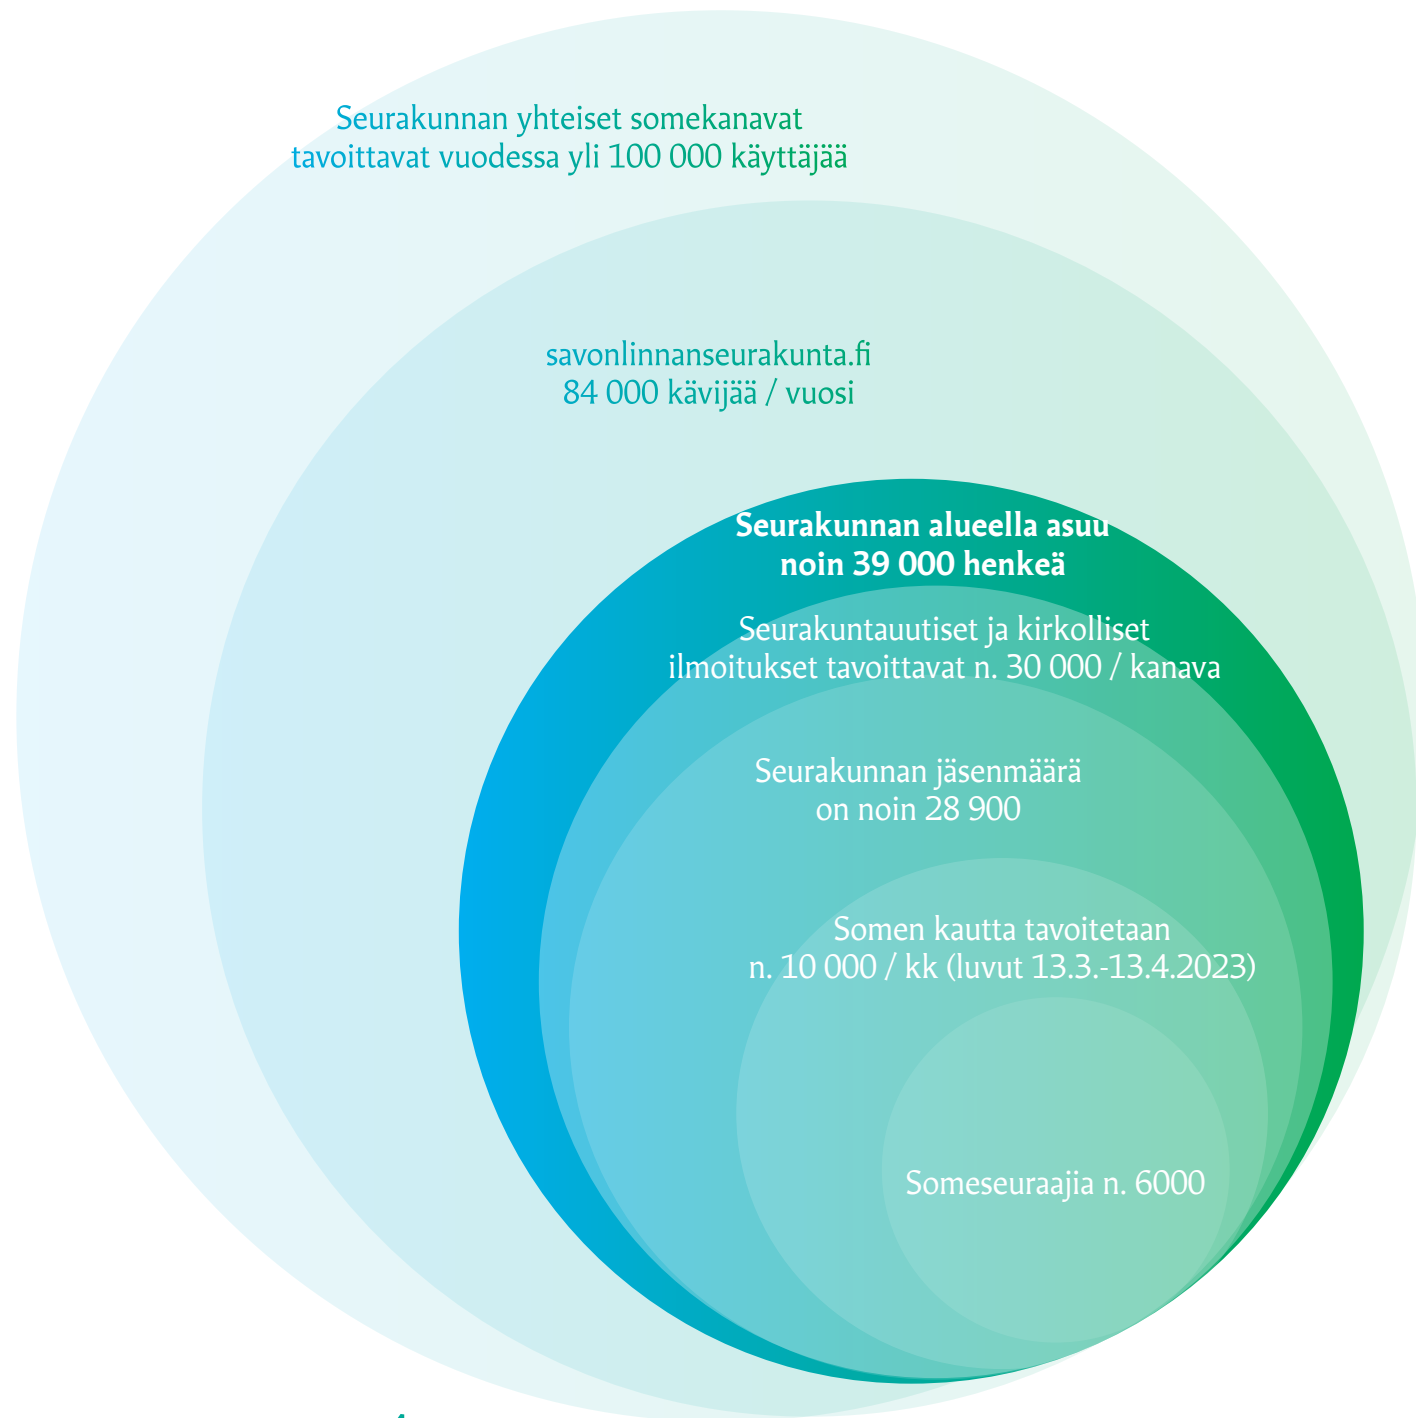 Seurakunnan yhteiset somekanavat
tavoittavat vuodessa yli 100 000 käyttäjää
savonlinnanseurakunta.fi
84 000 kävijää / vuosi
Seurakunnan alueella asuu
noin 39 000 henkeä
Seurakuntauutiset ja kirkolliset
ilmoitukset tavoittavat n. 30 000 / kanava
Seurakunnan jäsenmäärä
on noin 28 900
Somen kautta tavoitetaan
n. 10 000 / kk (luvut 13.3.-13.4.2023)
Someseuraajia n. 6000